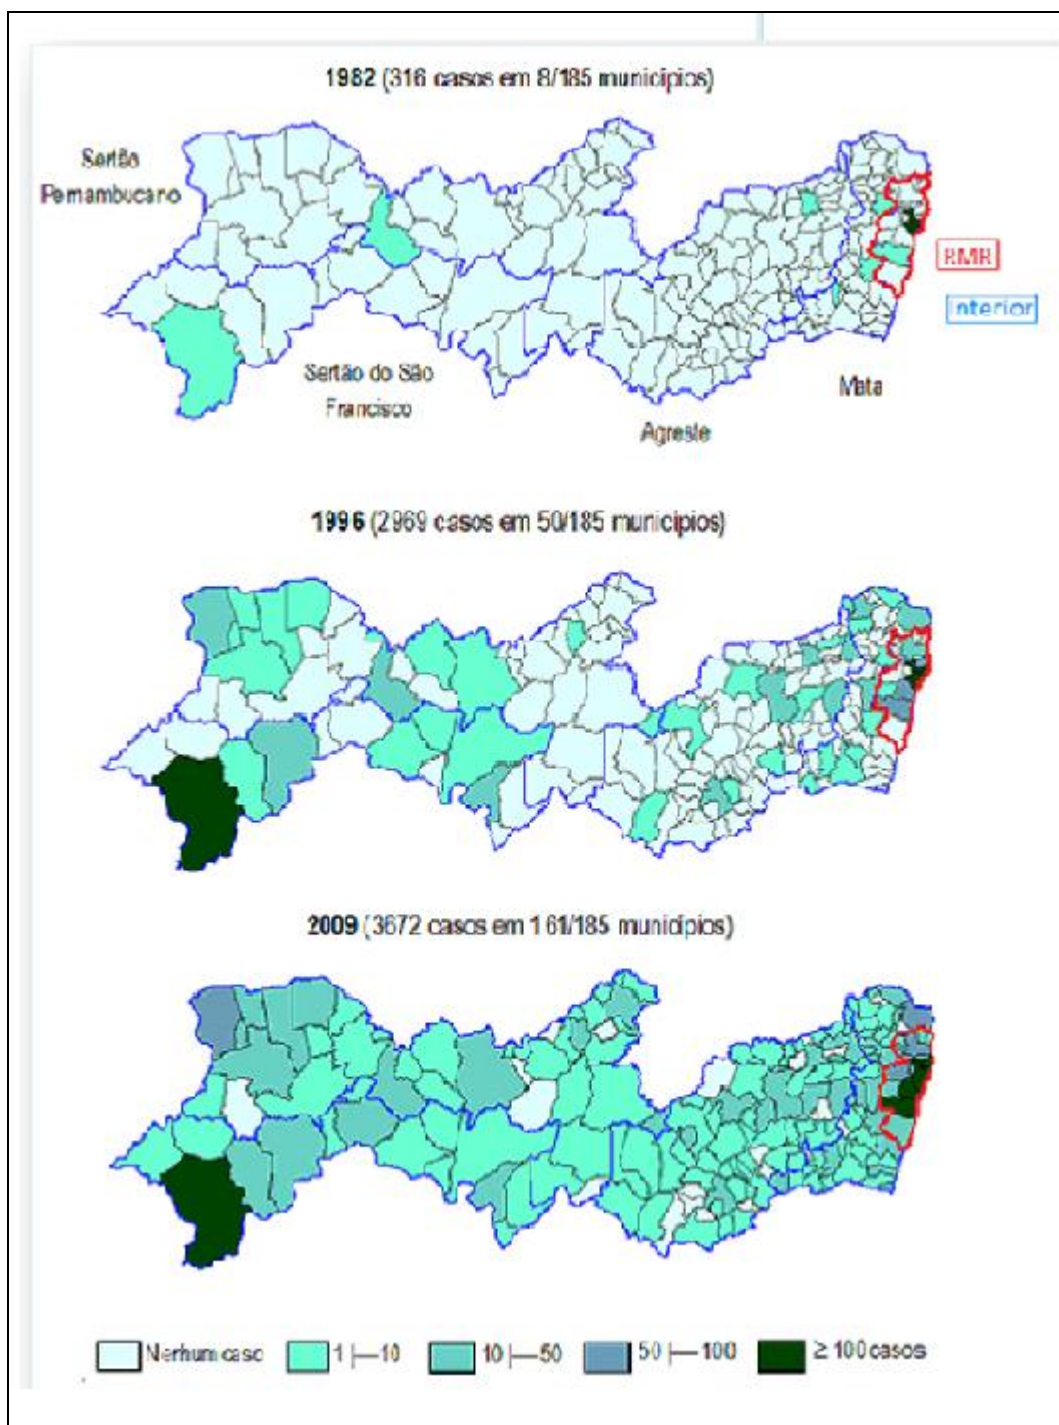 1982 (316 casos em 8/185 municípios)
Sertão
Pernambucano
RMR
Interior
Sertão do São
Francisco
Mata
Agreste
1996 (2969 casos em 50/185 municípios)
2009 (3672 casos em 161/185 municípios)
Nenhum caso 1 |—10 10 |—50 50 |—100 ≥ 100 casos